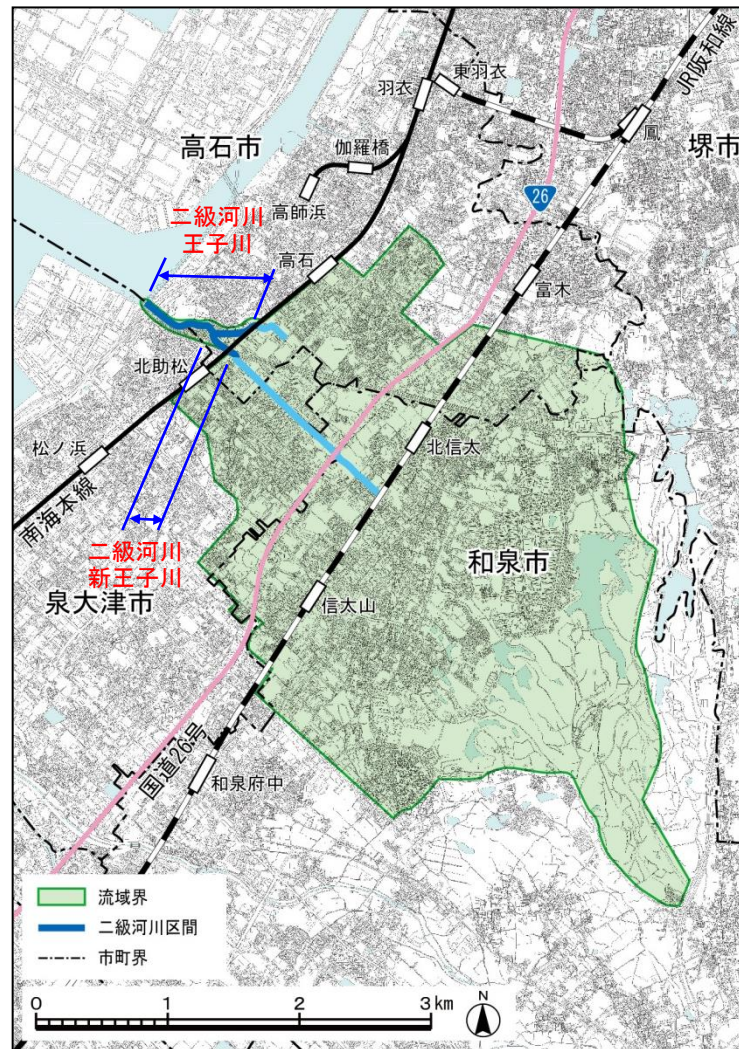 JR阪和線
東羽衣
羽衣
高石市
伽羅橋
鳳
堺市
高師浜
26
二級河川
王子川
高石
富木
北助松
松ノ浜
北信太
南海本線
二級河川
新王子川
和泉市
泉大津市
信太山
国道26号
和泉府中
流域界
二級河川区間
市町界
0 1 2 3km
N